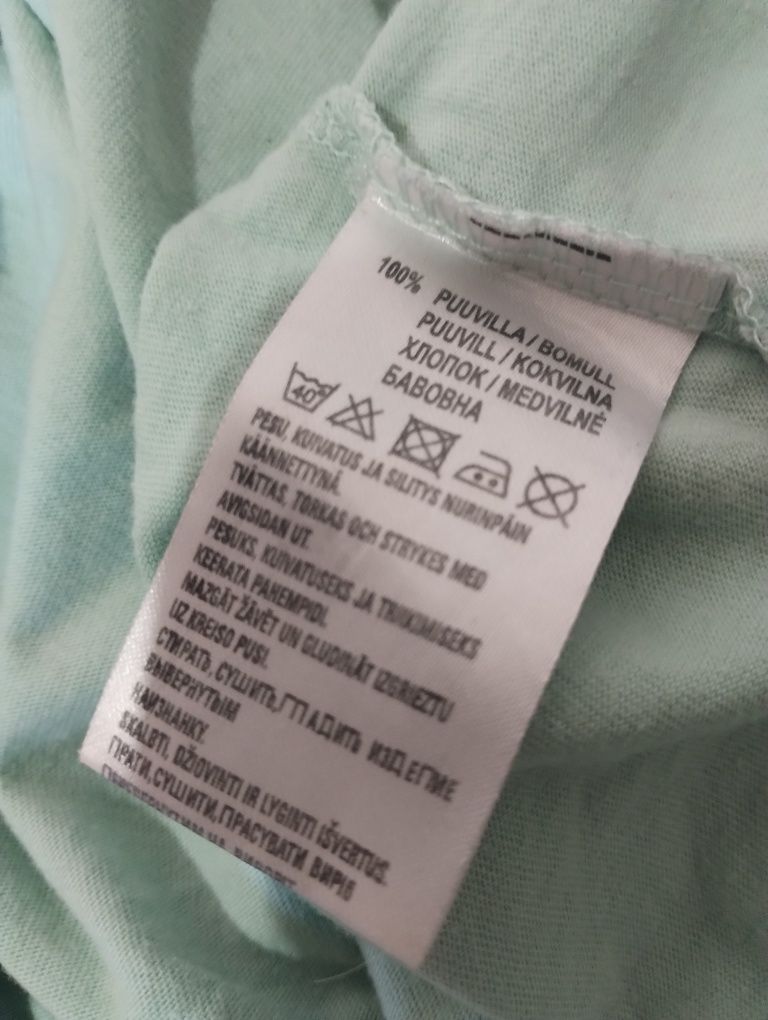 100% PUUVILLA / BOMULL
PUUVILL / KOKVILNA
ХЛОПОК / MEDVILNĖ
БАВОВНА
40°
PESU, KUIVATUS JA SILITYS NURINPÄIN
KÄÄNNETTYNÄ.
TVÄTTAS, TORKAS OCH STRYKES MED
AVIGSIDAN UT.
PESUKS, KUIVATUSEKS JA TRIIKIMISEKS
KEERATA PAHEMPIDI.
MAZGĀT ŽĀVĒT UN GLUDINĀT IZGRIEZTU
UZ KREISO PUSI.
СТИРАТЬ, СУШИТЬ, ГЛАДИТЬ ИЗДЕЛИЕ
ВЫВЕРНУТЫМ
НАИЗНАНКУ.
SKALBTI, DŽIOVINTI IR LYGINTI IŠVERTUS.
ПРАТИ, СУШИТИ, ПРАСУВАТИ ВИРІБ